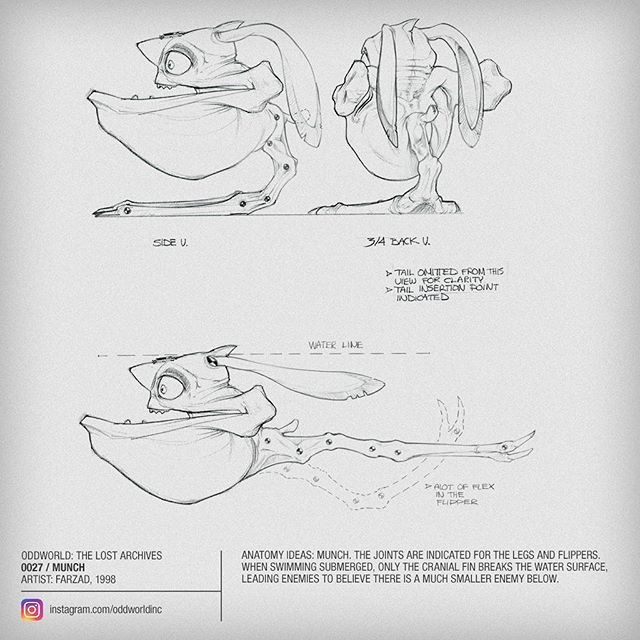 SIDE V.
3/4 BACK V.
> TAIL OMITTED FROM THIS
VIEW FOR CLARITY
> TAIL INSERTION POINT
INDICATED
WATER LINE
> ALOT OF FLEX
IN THE
FLIPPER
ODDWORLD: THE LOST ARCHIVES
0027 / MUNCH
ARTIST: FARZAD, 1998
instagram.com/oddworldinc
ANATOMY IDEAS: MUNCH. THE JOINTS ARE INDICATED FOR THE LEGS AND FLIPPERS.
WHEN SWIMMING SUBMERGED, ONLY THE CRANIAL FIN BREAKS THE WATER SURFACE,
LEADING ENEMIES TO BELIEVE THERE IS A MUCH SMALLER ENEMY BELOW.